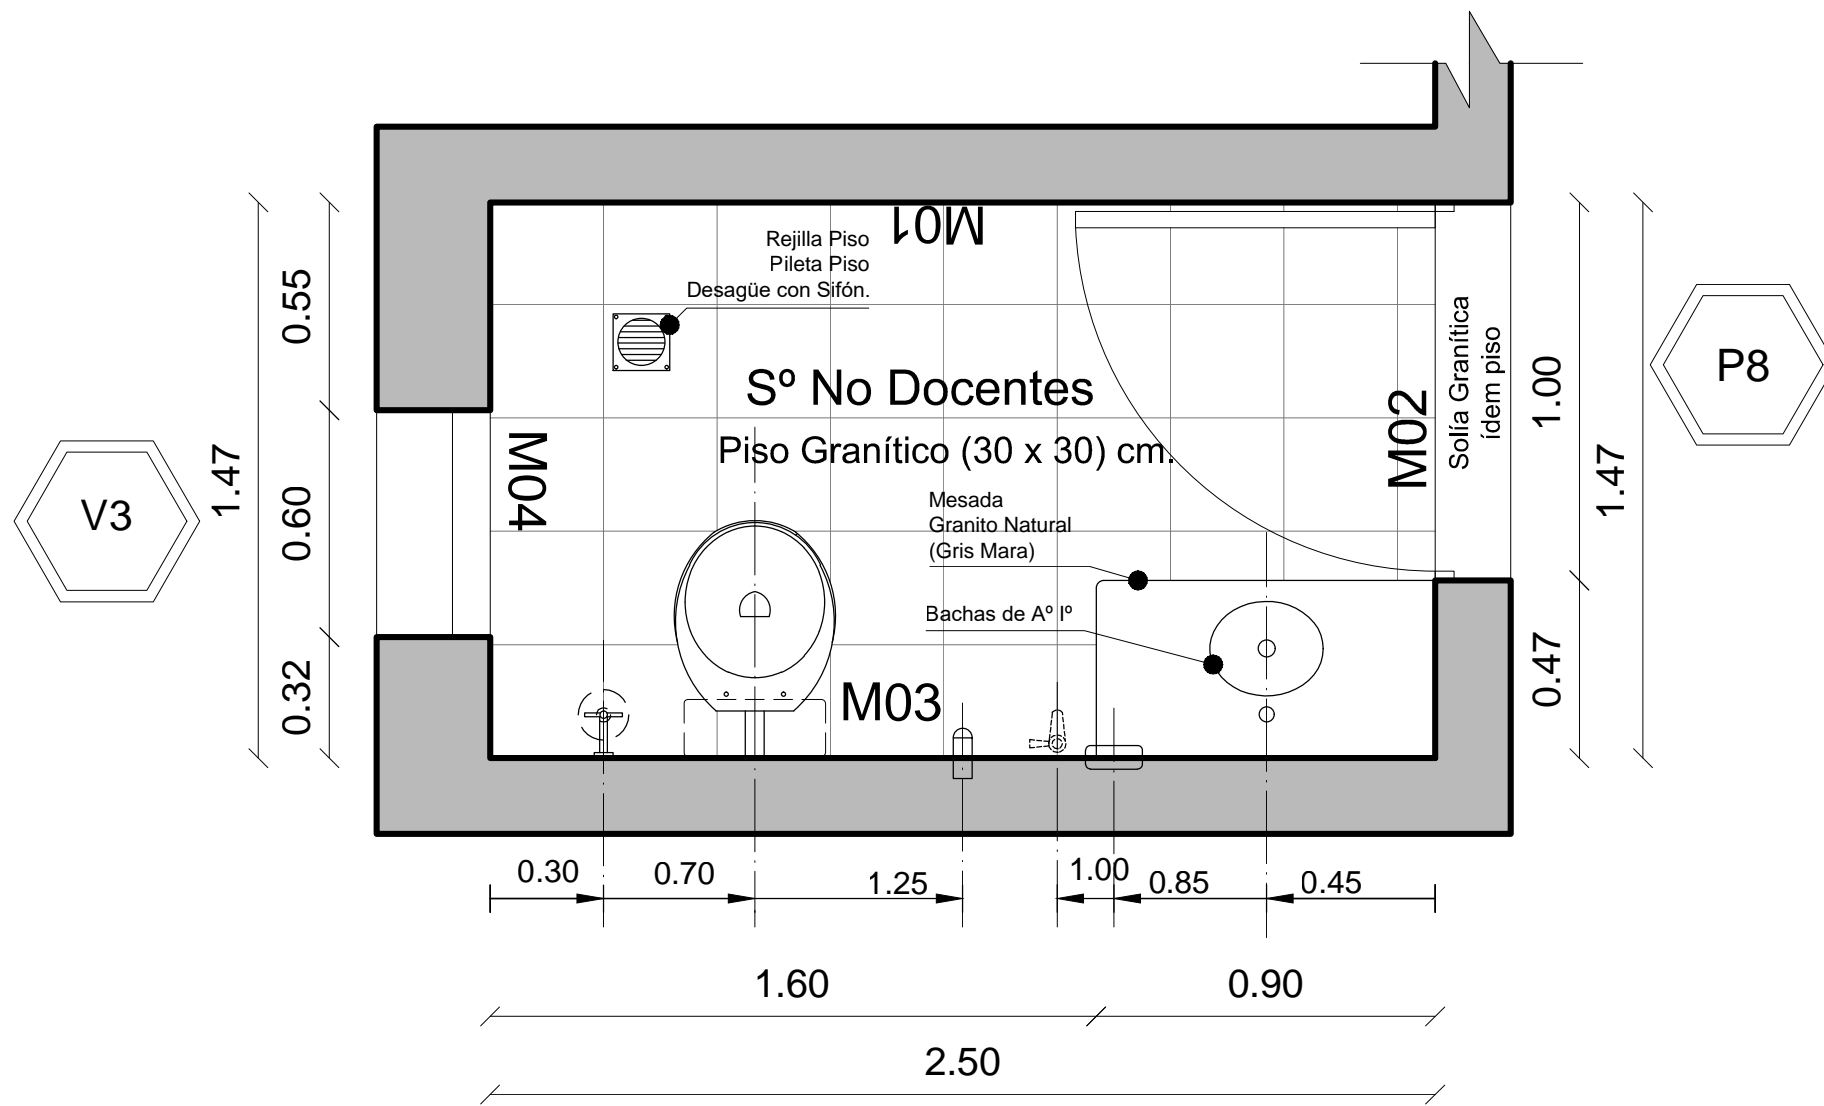 M01
Rejilla Piso
Pileta Piso
Desagüe con Sifón.
Sº No Docentes
Piso Granítico (30 x 30) cm.
M04
M02
Solía Granítica
ídem piso
Mesada
Granito Natural
(Gris Mara)
Bachas de Aº Iº
M03
V3
P8
1.47
0.55
0.60
0.32
1.00
0.47
1.47
0.30
0.70
1.25
1.00
0.85
0.45
1.60
0.90
2.50